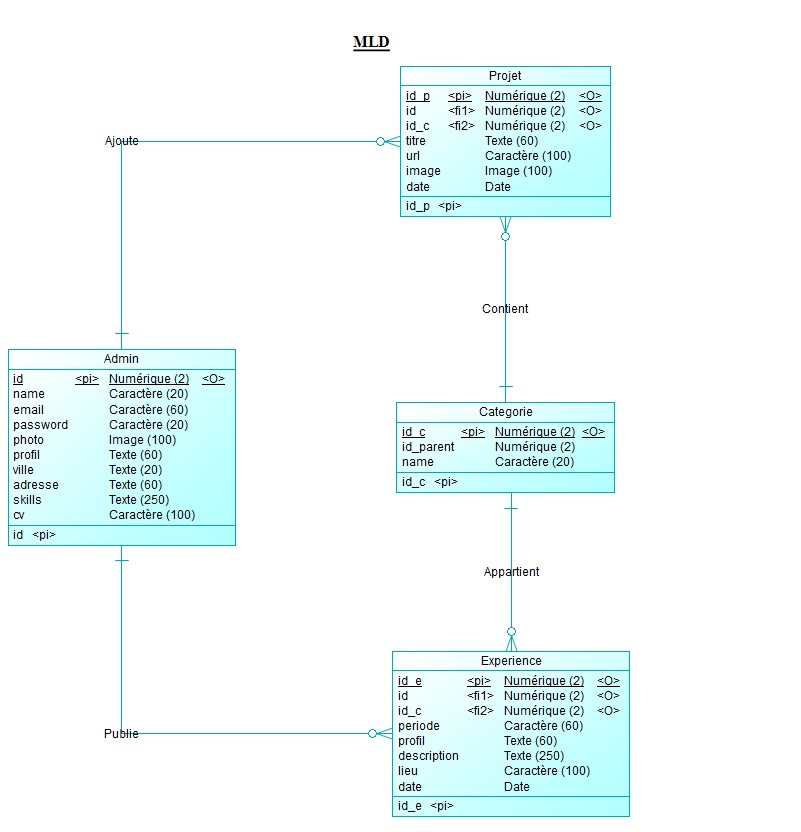 MLD
Projet
id_p <pi> Numérique (2) <O>
id <fi1> Numérique (2) <O>
id_c <fi2> Numérique (2) <O>
titre Texte (60)
url Caractère (100)
image Image (100)
date Date
id_p <pi>
Ajoute
Contient
Admin
id <pi> Numérique (2) <O>
name Caractère (20)
email Caractère (60)
password Caractère (20)
photo Image (100)
profil Texte (60)
ville Texte (20)
adresse Texte (60)
skills Texte (250)
cv Caractère (100)
id <pi>
Categorie
id_c <pi> Numérique (2) <O>
id_parent Numérique (2)
name Caractère (20)
id_c <pi>
Appartient
Publie
Experience
id_e <pi> Numérique (2) <O>
id <fi1> Numérique (2) <O>
id_c <fi2> Numérique (2) <O>
periode Caractère (60)
profil Texte (60)
description Texte (250)
lieu Caractère (100)
date Date
id_e <pi>